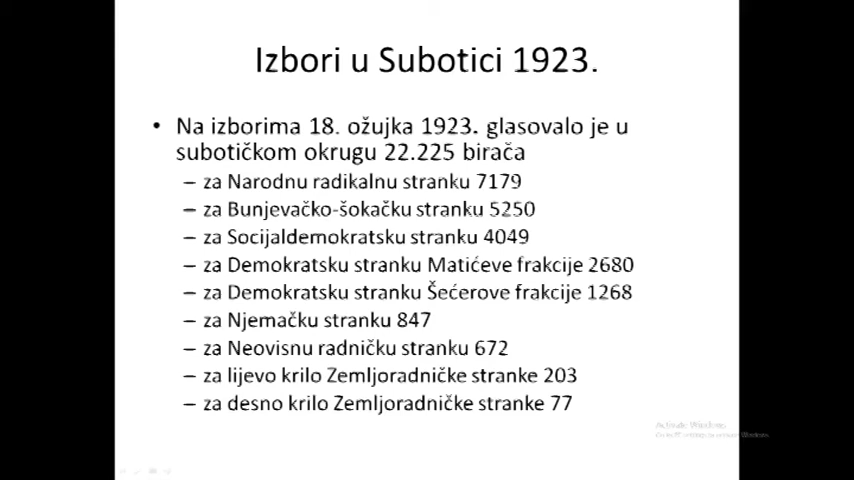 Izbori u Subotici 1923.
• Na izborima 18. ožujka 1923. glasovalo je u
subotičkom okrugu 22.225 birača
– za Narodnu radikalnu stranku 7179
– za Bunjevačko-šokačku stranku 5250
– za Socijaldemokratsku stranku 4049
– za Demokratsku stranku Matićeve frakcije 2680
– za Demokratsku stranku Šećerove frakcije 1268
– za Njemačku stranku 847
– za Neovisnu radničku stranku 672
– za lijevo krilo Zemljoradničke stranke 203
– za desno krilo Zemljoradničke stranke 77
Activate Windows